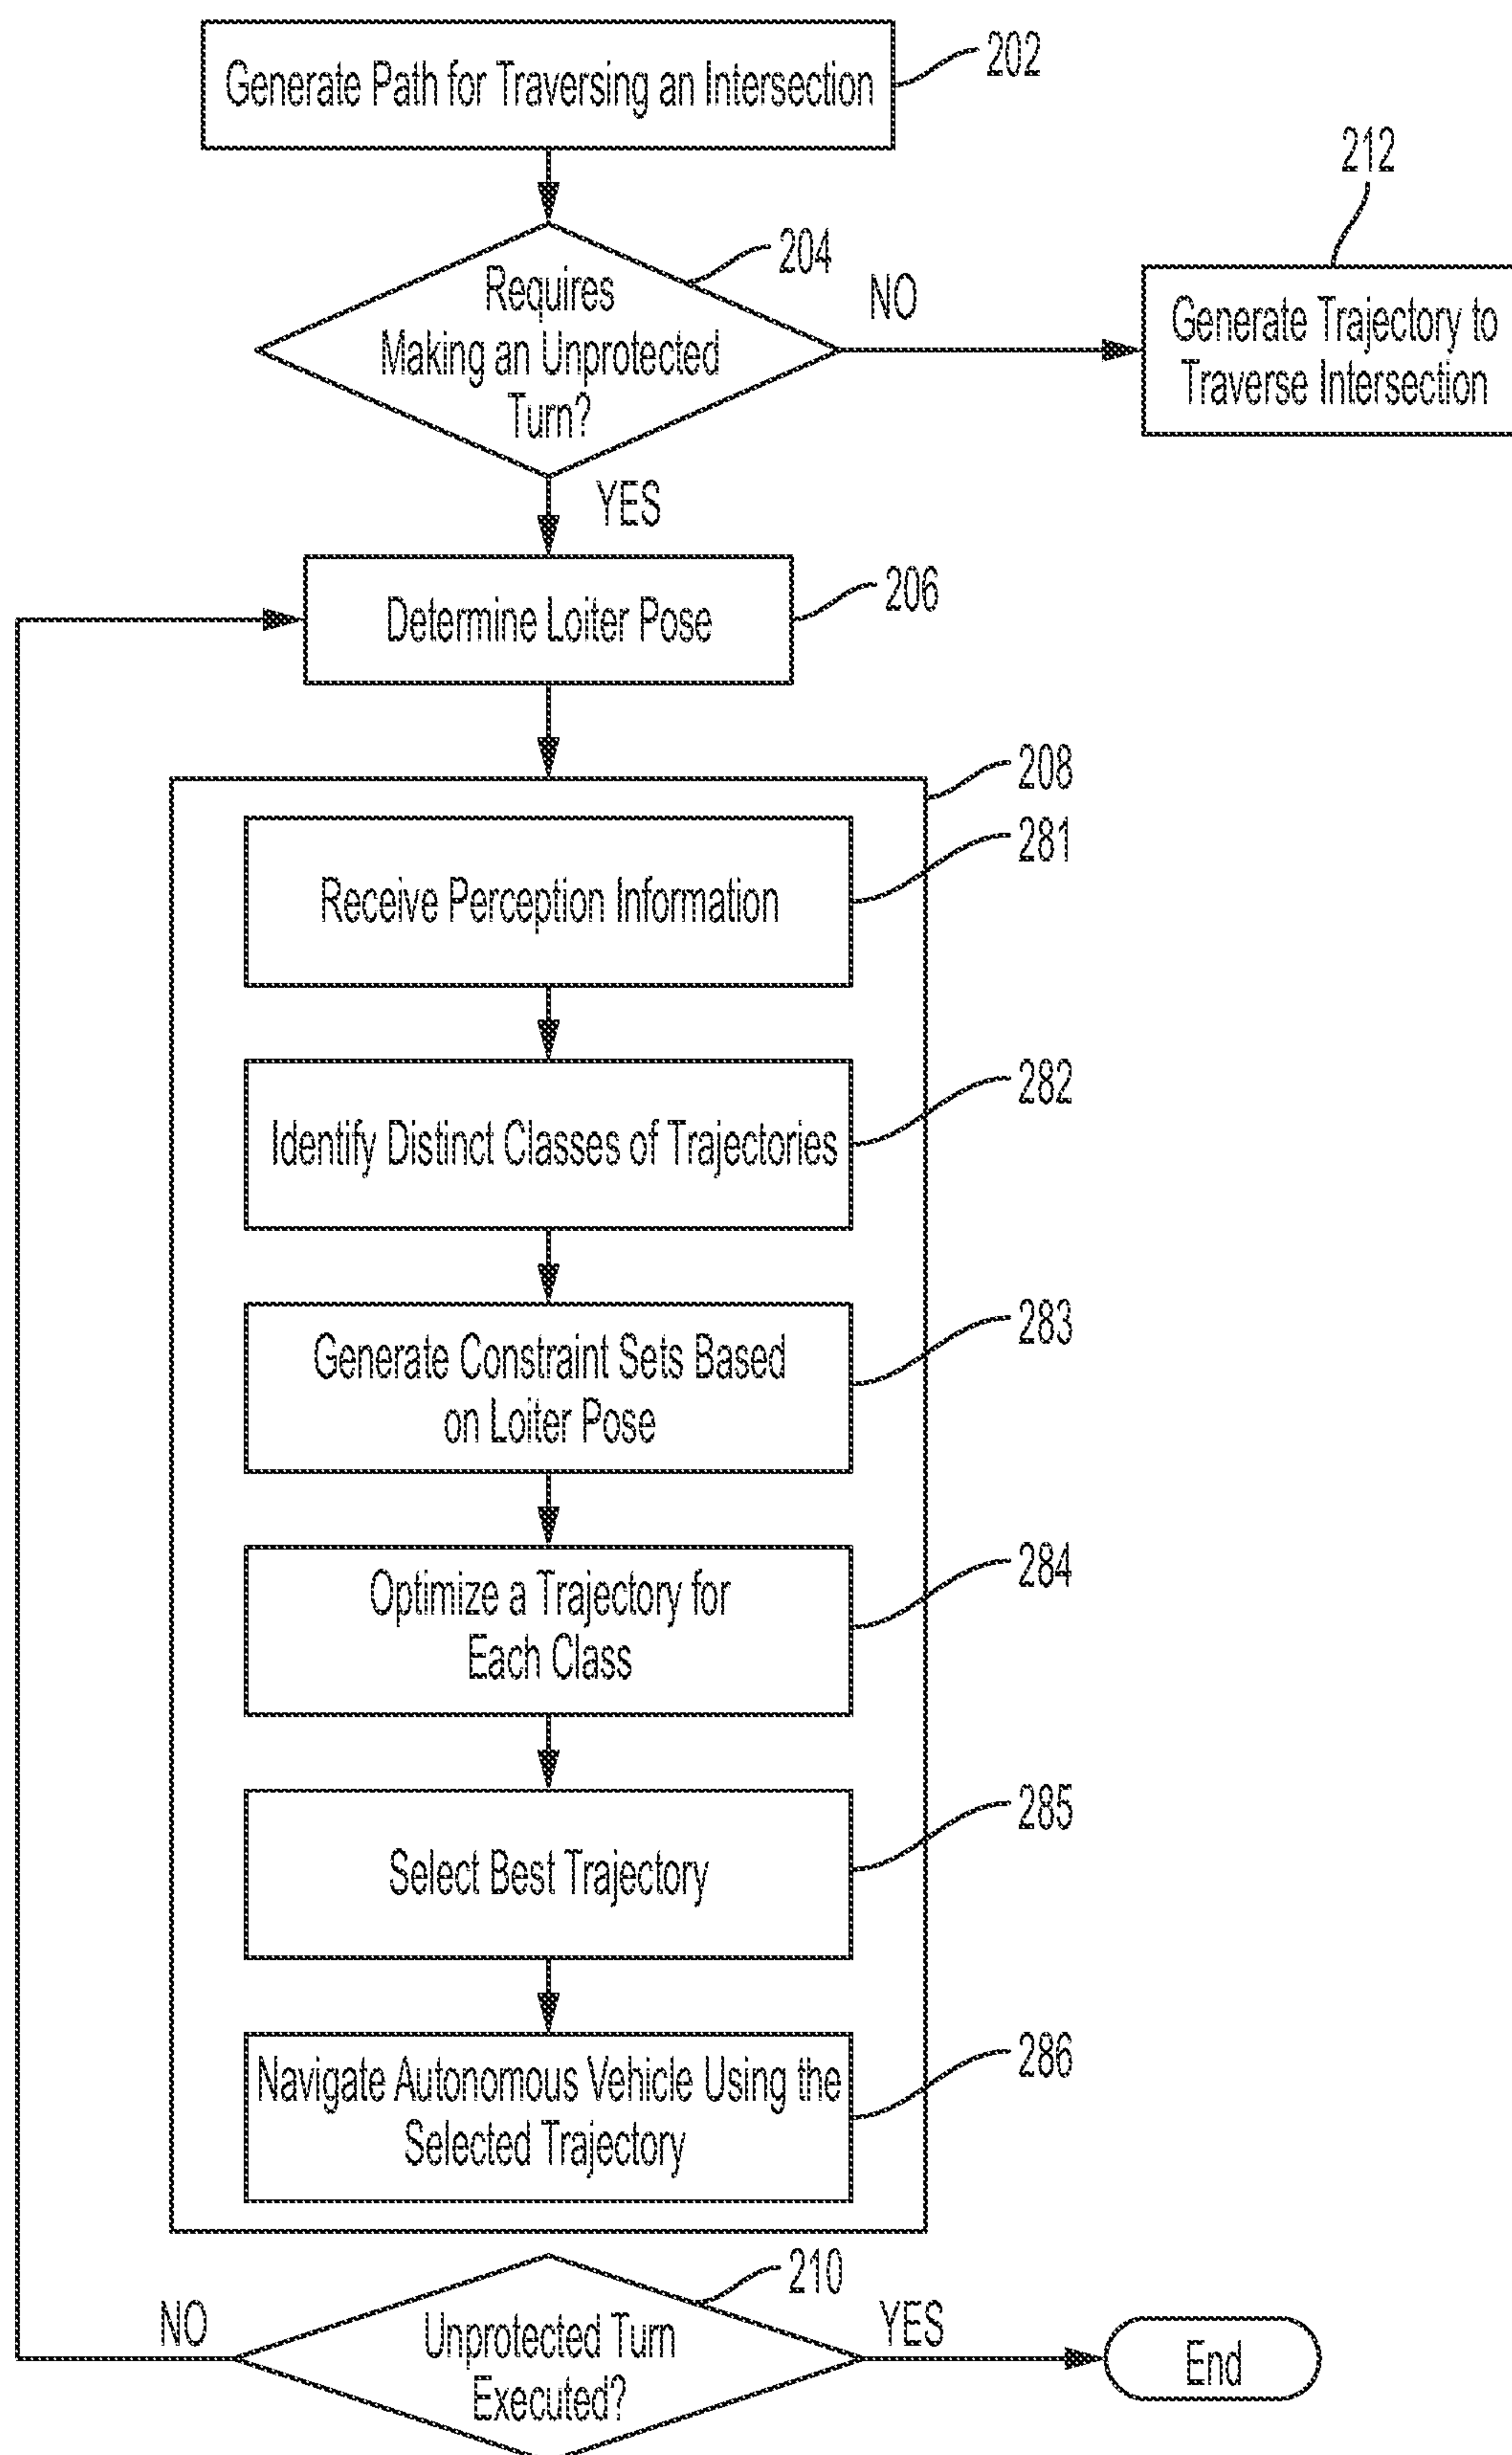 Generate Path for Traversing an Intersection
202
212
204
Requires
Making an Unprotected
Turn?
NO
Generate Trajectory to
Traverse Intersection
YES
Determine Loiter Pose
206
208
Receive Perception Information
281
Identify Distinct Classes of Trajectories
282
Generate Constraint Sets Based
on Loiter Pose
283
Optimize a Trajectory for
Each Class
284
Select Best Trajectory
285
Navigate Autonomous Vehicle Using the
Selected Trajectory
286
210
NO
Unprotected Turn
Executed?
YES
End